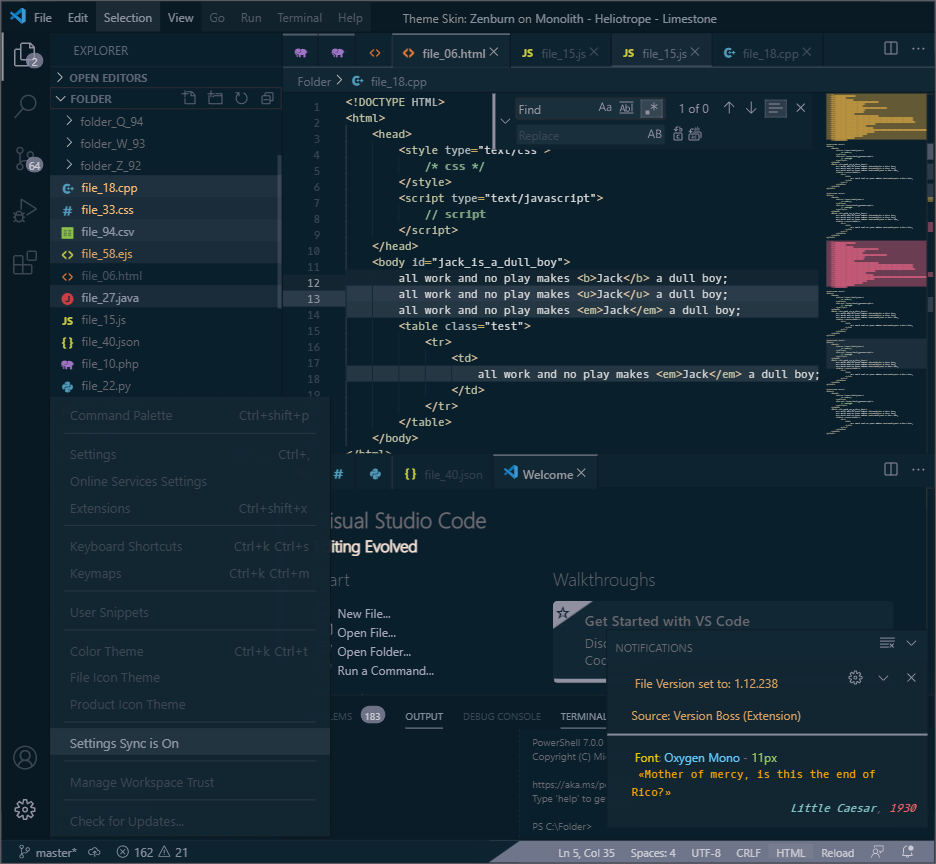 File Edit Selection View Go Run Terminal Help Theme Skin: Zenburn on Monolith - Heliotrope - Limestone
2
64
EXPLORER
OPEN EDITORS
FOLDER
folder_Q_94
folder_W_93
folder_Z_92
file_18.cpp
file_33.css
file_94.csv
file_58.ejs
file_06.html
file_27.java
file_15.js
file_40.json
file_10.php
file_22.py
file_06.html JS file_15.js JS file_15.js file_18.cpp
Folder > file_18.cpp
Find Aa Ab 1 of 0
Replace AB
1 <!DOCTYPE HTML>
2 <html>
3 <head>
4 <style type="text/css">
5 /* css */
6 </style>
7 <script type="text/javascript">
8 // script
9 </script>
10 </head>
11 <body id="jack_is_a_dull_boy">
12 all work and no play makes <b>Jack</b> a dull boy;
13 all work and no play makes <u>Jack</u> a dull boy;
14 all work and no play makes <em>Jack</em> a dull boy;
15 <table class="test">
16 <tr>
17 <td>
18 all work and no play makes <em>Jack</em> a dull boy;
19 </td>
</tr>
</table>
</body>
</html>
Command Palette Ctrl+shift+p
Settings Ctrl+,
Online Services Settings
Extensions Ctrl+shift+x
Keyboard Shortcuts Ctrl+k Ctrl+s
Keymaps Ctrl+k Ctrl+m
User Snippets
Color Theme Ctrl+k Ctrl+t
File Icon Theme
Product Icon Theme
Settings Sync is On
Manage Workspace Trust
Check for Updates...
# {} file_40.json Welcome
isual Studio Code
iting Evolved
art
New File...
Open File...
Open Folder...
Run a Command...
Walkthroughs
Get Started with VS Code
Disc
Coc
LEMS 183 OUTPUT DEBUG CONSOLE TERMINAL
PowerShell 7.0.0
Copyright (C) Mi
https://aka.ms/p
Type 'help' to ge
PS C:\Folder>
NOTIFICATIONS
File Version set to: 1.12.238
Source: Version Boss (Extension)
Font: Oxygen Mono - 11px
«Mother of mercy, is this the end of
Rico?»
Little Caesar, 1930
master* 162 21 Ln 5, Col 35 Spaces: 4 UTF-8 CRLF HTML Reload